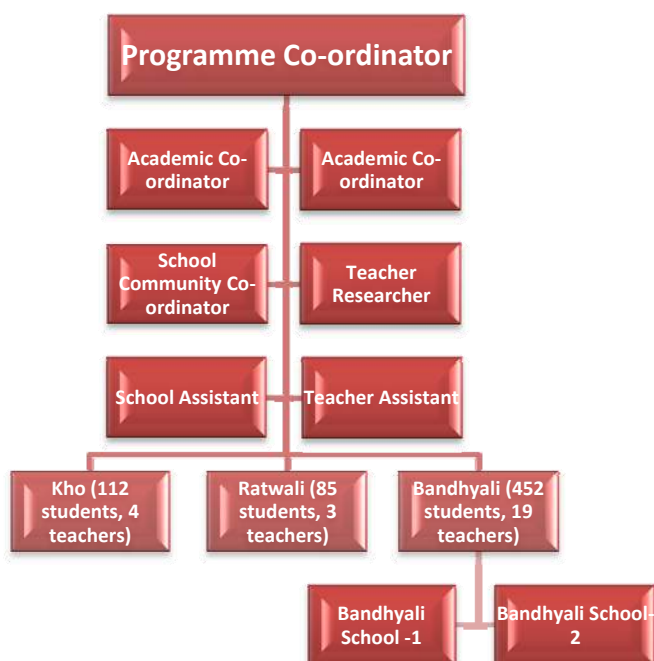 Programme Co-ordinator
Academic Co-
ordinator
Academic Co-
ordinator
School
Community Co-
ordinator
Teacher
Researcher
School Assistant
Teacher Assistant
Kho (112
students, 4
teachers)
Ratwali (85
students, 3
teachers)
Bandhyali (452
students, 19
teachers)
Bandhyali
School -1
Bandhyali School-
2